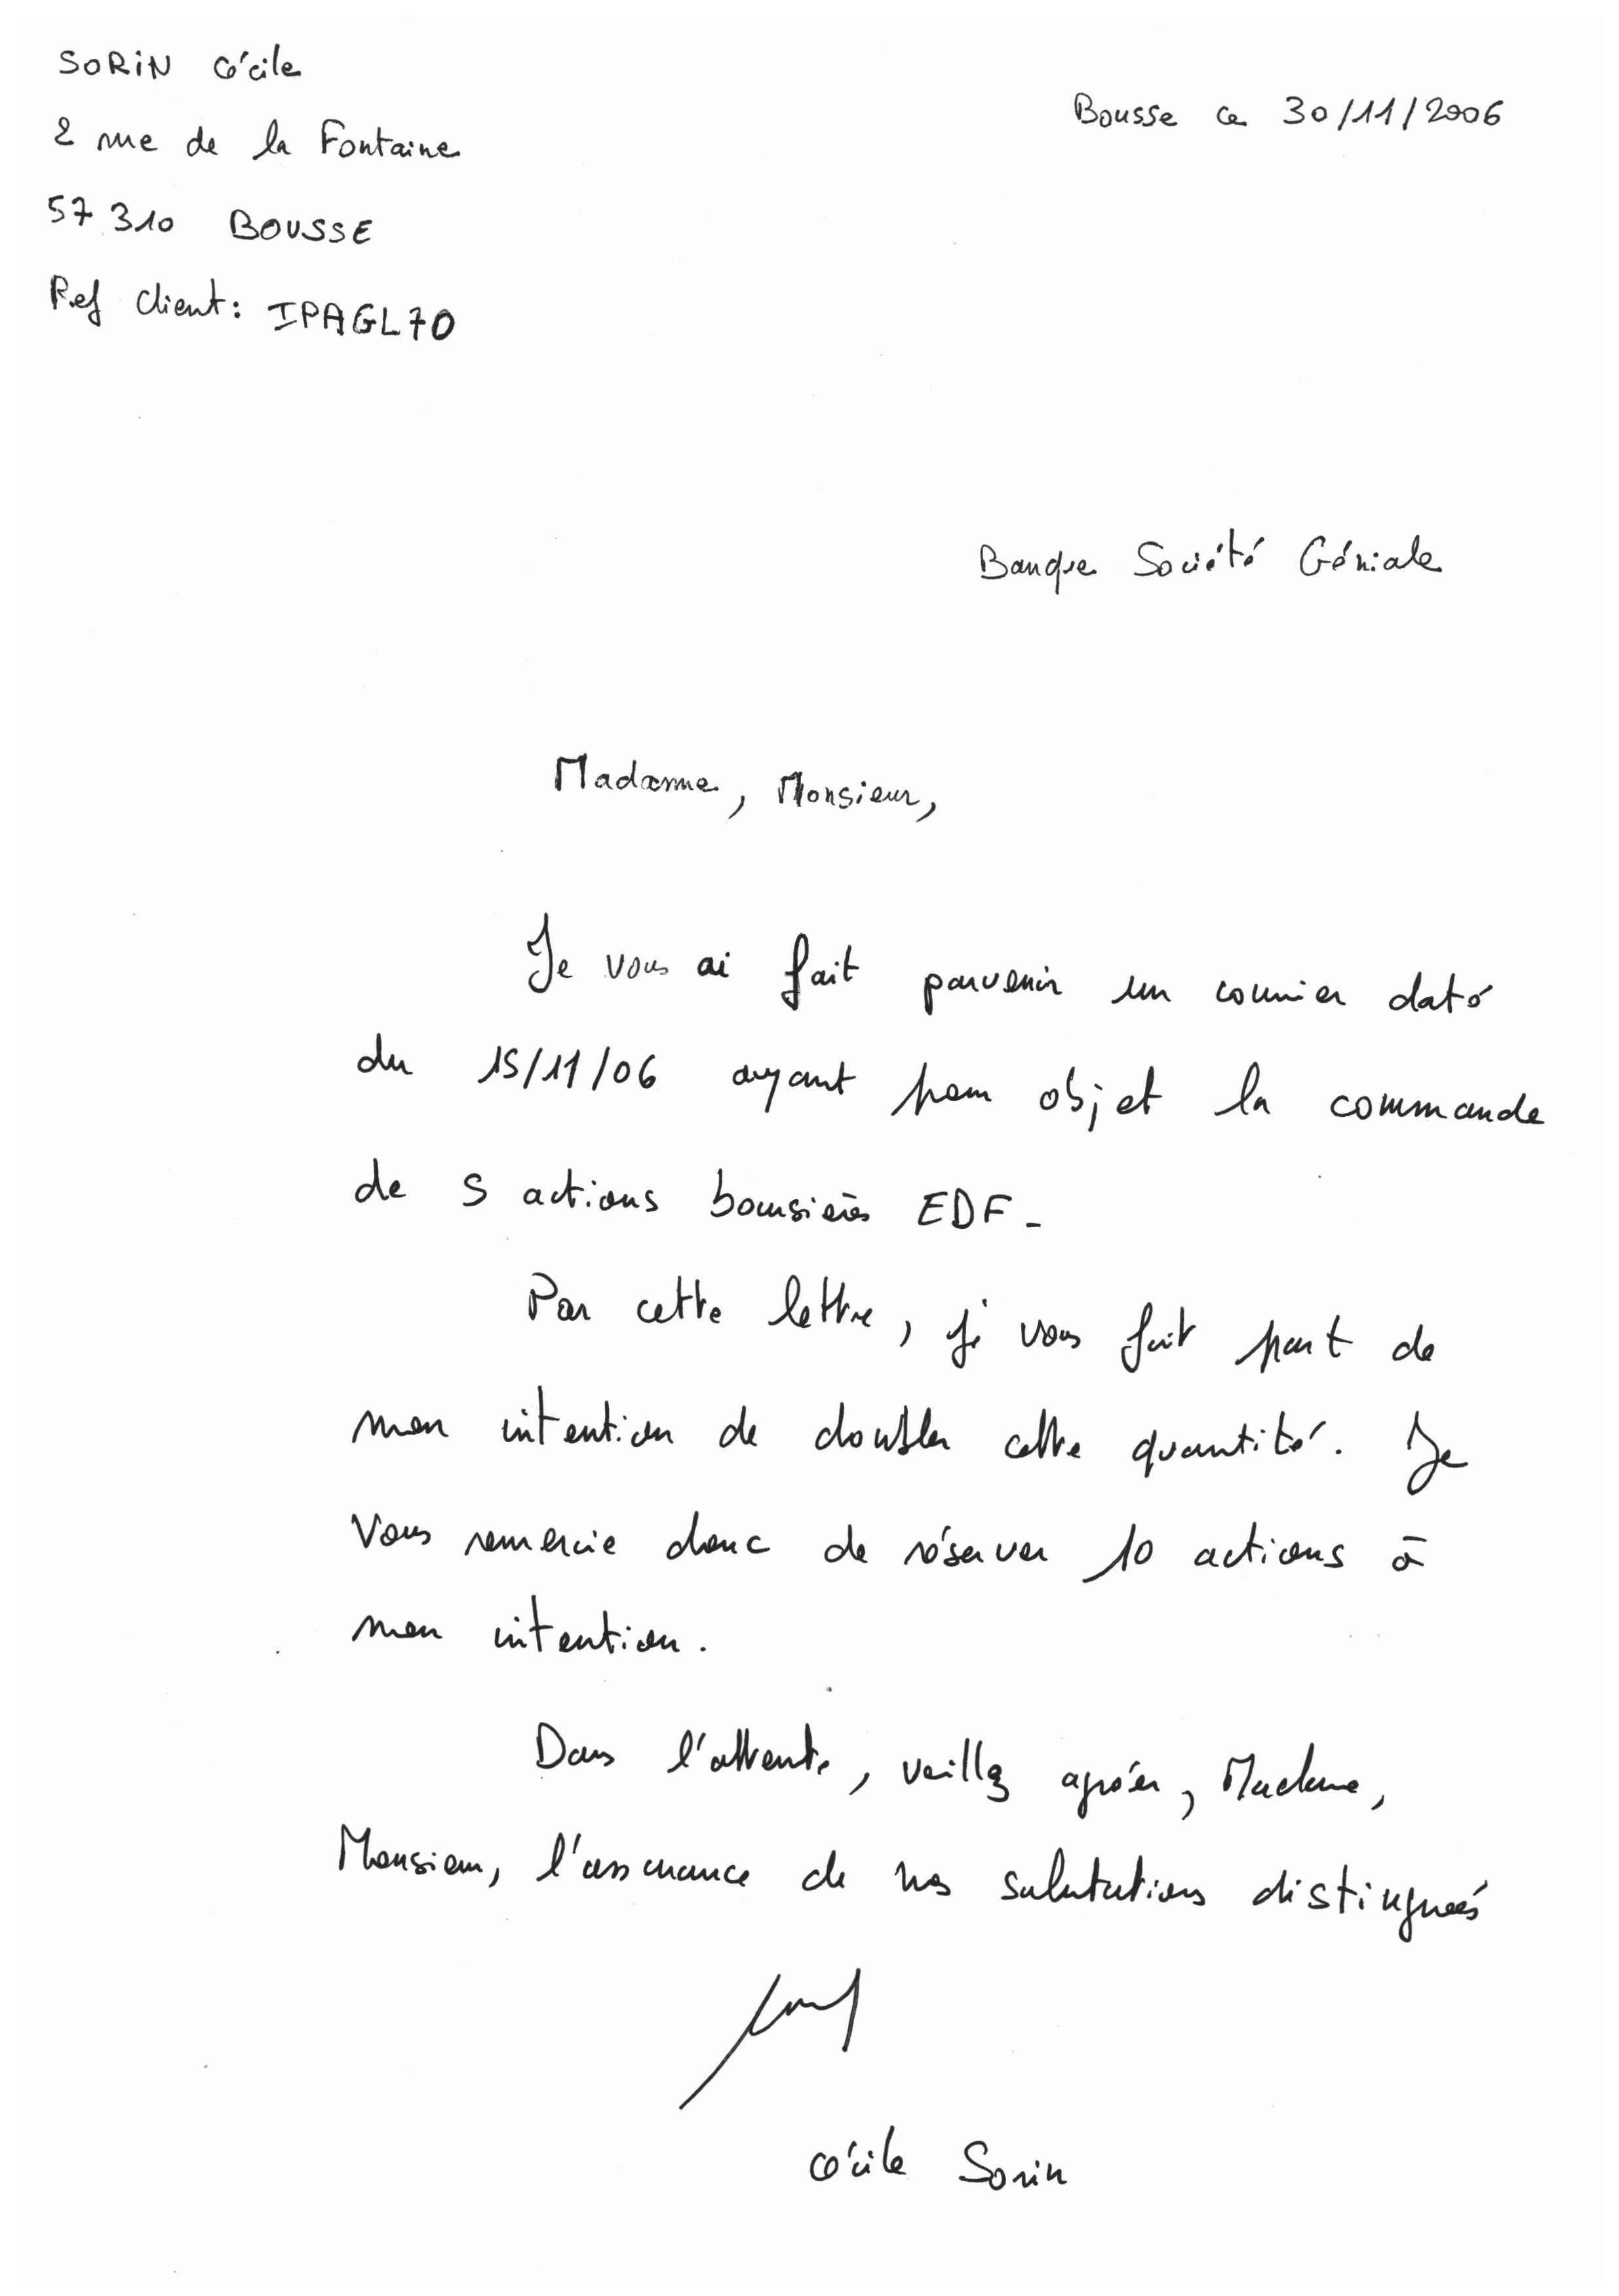 SORIN Cécile
Bousse ce 30/11/2006
2 rue de la Fontaine
57 310 BOUSSE
Ref client : IPAGL70
Banque Société Géniale
Madame, Monsieur,
Je vous ai fait parvenir un courrier daté
du 15/11/06 ayant pour objet la commande
de 5 actions boursières EDF.
Par cette lettre, je vous fait part de
mon intention de doubler cette quantité. Je
vous remercie donc de réserver 10 actions à
mon intention.
Dans l'attente, veillez agréer, Madame,
Monsieur, l'assurance de nos salutations distinguées
Cécile Sorin